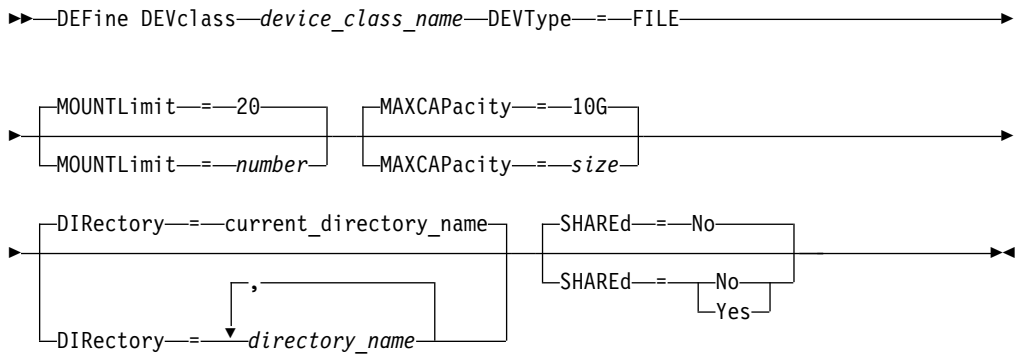 DEFine DEVclass device_class_name DEVType = FILE
MOUNTLimit = 20 MAXCAPacity = 10G
MOUNTLimit = number MAXCAPacity = size
DIRectory = current_directory_name SHAREd = No
SHAREd = No
Yes
,
DIRectory = directory_name